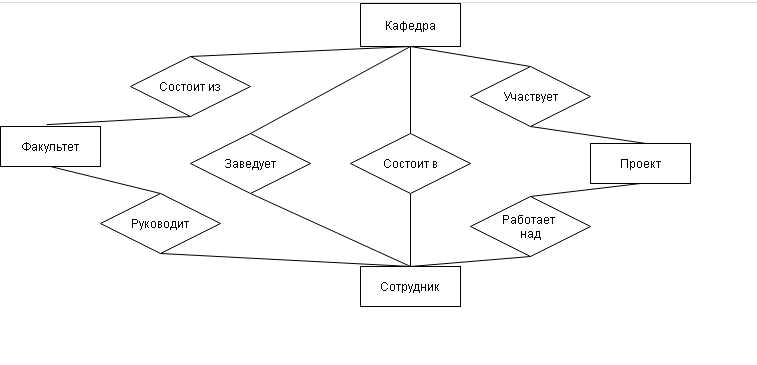 Кафедра
Состоит из
Участвует
Факультет
Заведует
Состоит в
Проект
Руководит
Работает
над
Сотрудник